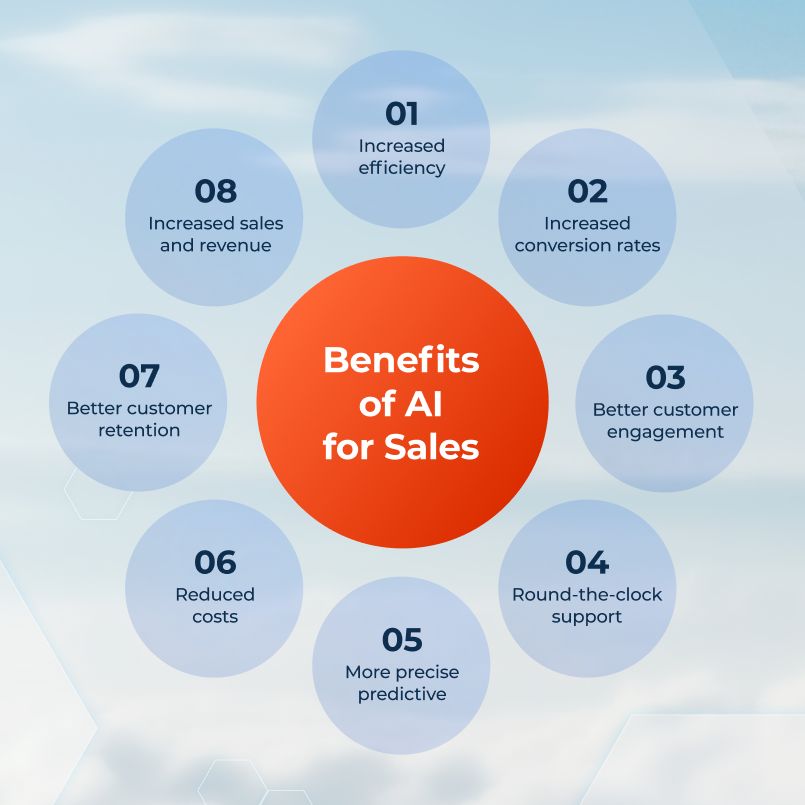 Benefits
of AI
for Sales
01
Increased
efficiency
02
Increased
conversion rates
03
Better customer
engagement
04
Round-the-clock
support
05
More precise
predictive
06
Reduced
costs
07
Better customer
retention
08
Increased sales
and revenue